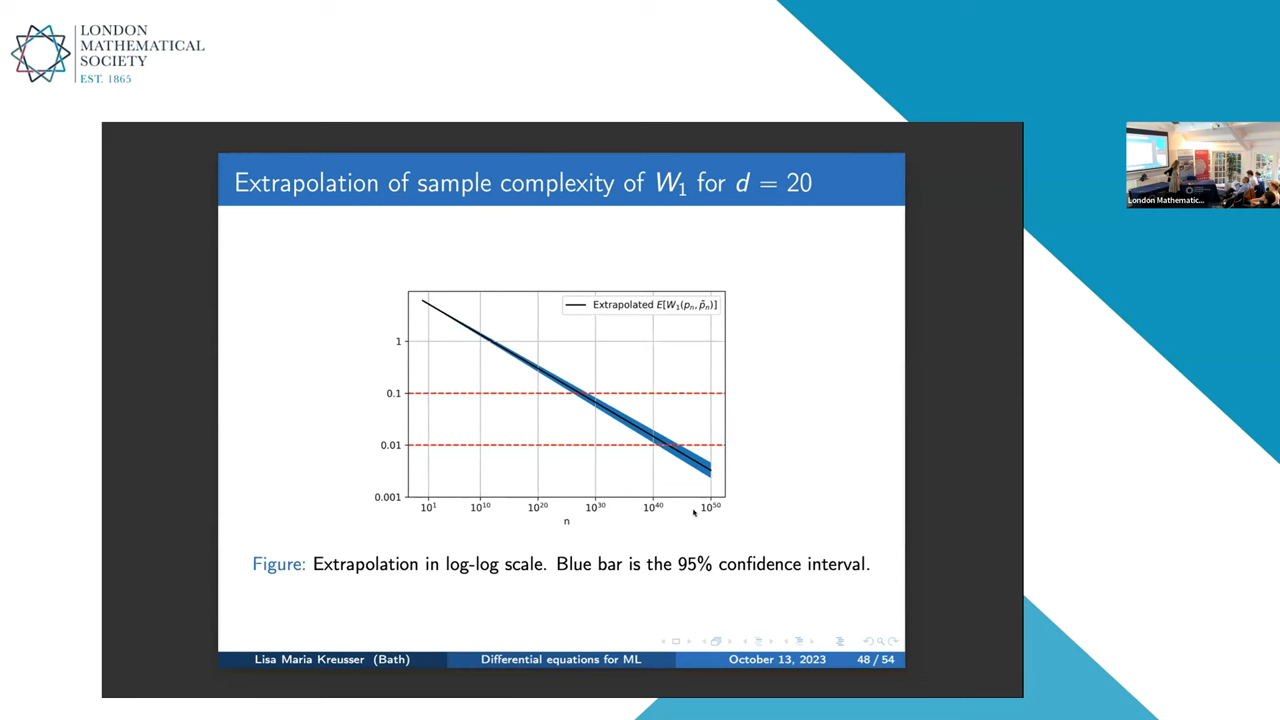 LONDON
MATHEMATICAL
SOCIETY
EST. 1865
London Mathematic...
Extrapolation of sample complexity of W₁ for d = 20
Extrapolated E[W₁(pₙ, p̃ₙ)]
1
0.1
0.01
0.001
10¹ 10¹⁰ 10²⁰ 10³⁰ 10⁴⁰ 10⁵⁰
n
Figure: Extrapolation in log-log scale. Blue bar is the 95% confidence interval.
Lisa Maria Kreusser (Bath) Differential equations for ML October 13, 2023 48 / 54